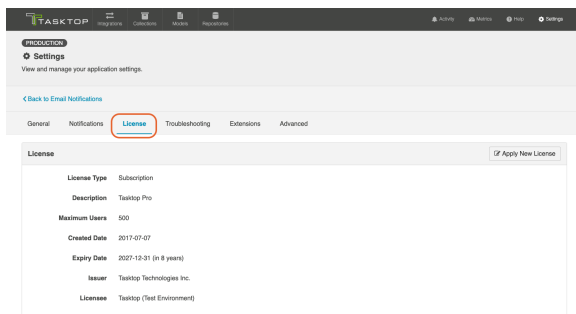 TASKTOP
Integrations
Collections
Models
Repositories
Activity
Metrics
Help
Settings
PRODUCTION
Settings
View and manage your application settings.
Back to Email Notifications
General Notifications License Troubleshooting Extensions Advanced
License
Apply New License
License Type Subscription
Description Tasktop Pro
Maximum Users 500
Created Date 2017-07-07
Expiry Date 2027-12-31 (in 8 years)
Issuer Tasktop Technologies Inc.
Licensee Tasktop (Test Environment)